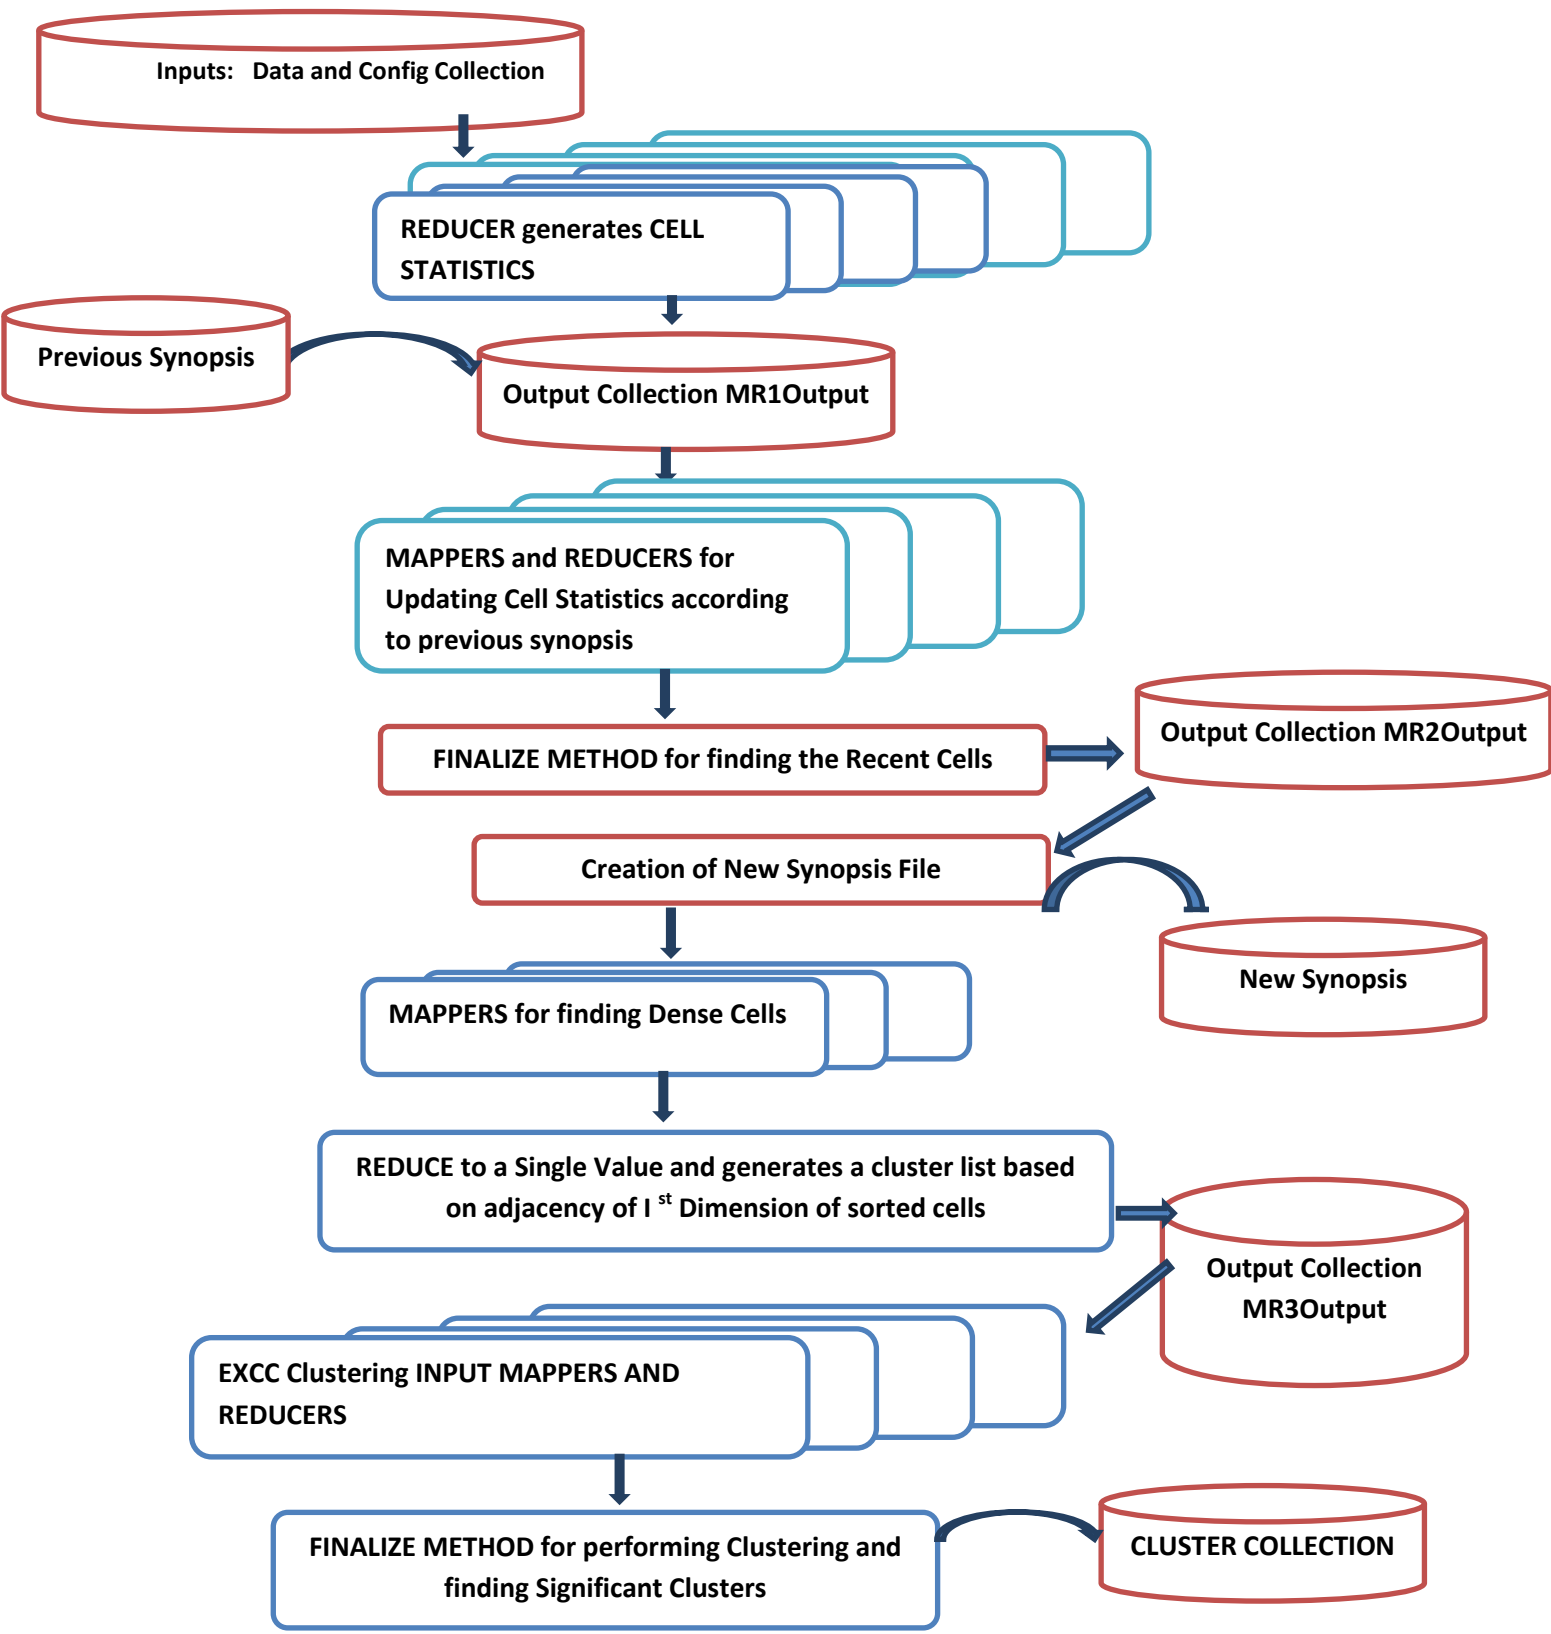 Inputs: Data and Config Collection
REDUCER generates CELL
STATISTICS
Previous Synopsis
Output Collection MR1Output
MAPPERS and REDUCERS for
Updating Cell Statistics according
to previous synopsis
Output Collection MR2Output
FINALIZE METHOD for finding the Recent Cells
Creation of New Synopsis File
New Synopsis
MAPPERS for finding Dense Cells
REDUCE to a Single Value and generates a cluster list based
on adjacency of I st Dimension of sorted cells
Output Collection
MR3Output
EXCC Clustering INPUT MAPPERS AND
REDUCERS
FINALIZE METHOD for performing Clustering and
finding Significant Clusters
CLUSTER COLLECTION